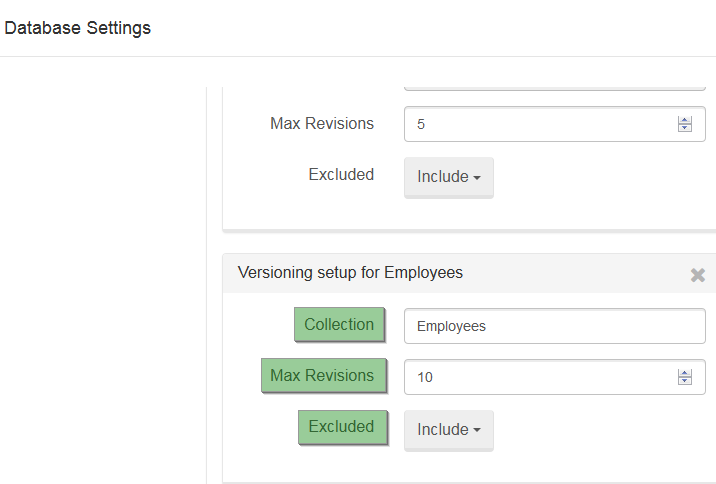 Database Settings
Max Revisions 5
Excluded Include
Versioning setup for Employees
Collection Employees
Max Revisions 10
Excluded Include